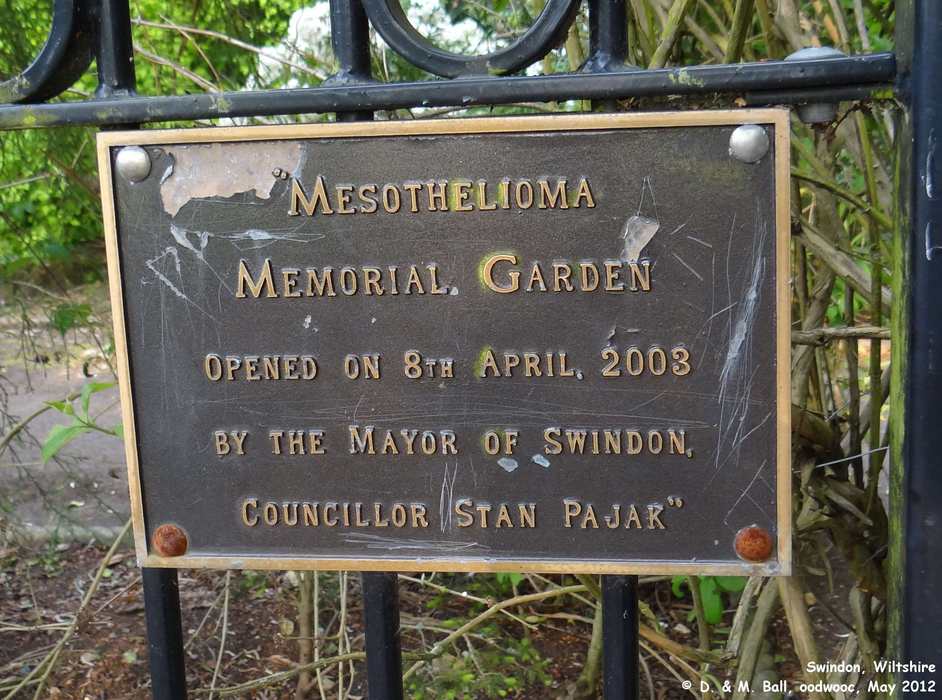 "Mesothelioma
Memorial Garden
opened on 8th April, 2003
by the Mayor of Swindon,
Councillor Stan Pajak"
Swindon, Wiltshire
© D. & M. Ball, oodwooc, May 2012